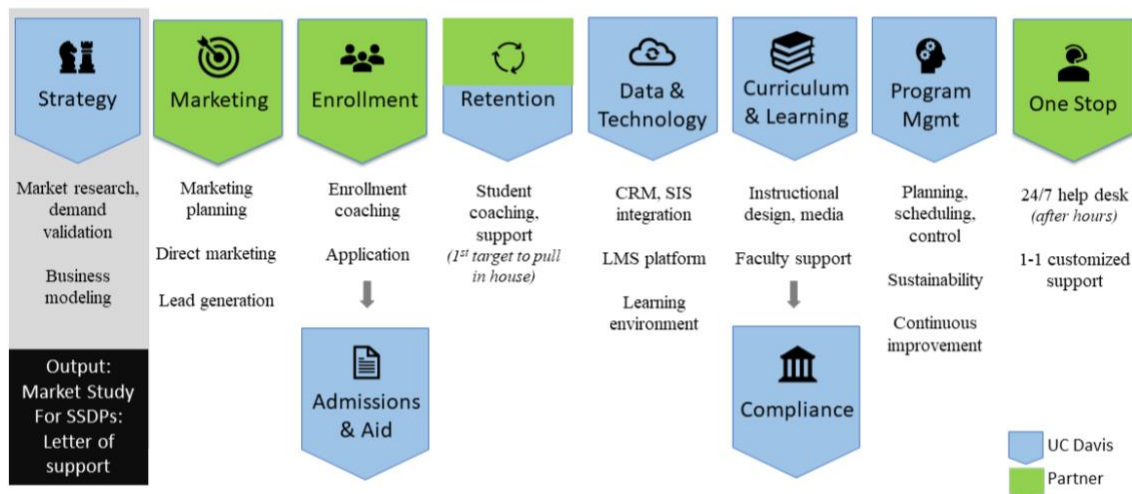 Strategy
Market research,
demand
validation
Business
modeling
Output:
Market Study
For SSDPs:
Letter of
support
Marketing
Marketing
planning
Direct marketing
Lead generation
Enrollment
Enrollment
coaching
Application
Admissions
& Aid
Retention
Student
coaching,
support
(1st target to pull
in house)
Data &
Technology
CRM, SIS
integration
LMS platform
Learning
environment
Curriculum
& Learning
Instructional
design, media
Faculty support
Compliance
Program
Mgmt
Planning,
scheduling,
control
Sustainability
Continuous
improvement
One Stop
24/7 help desk
(after hours)
1-1 customized
support
UC Davis
Partner